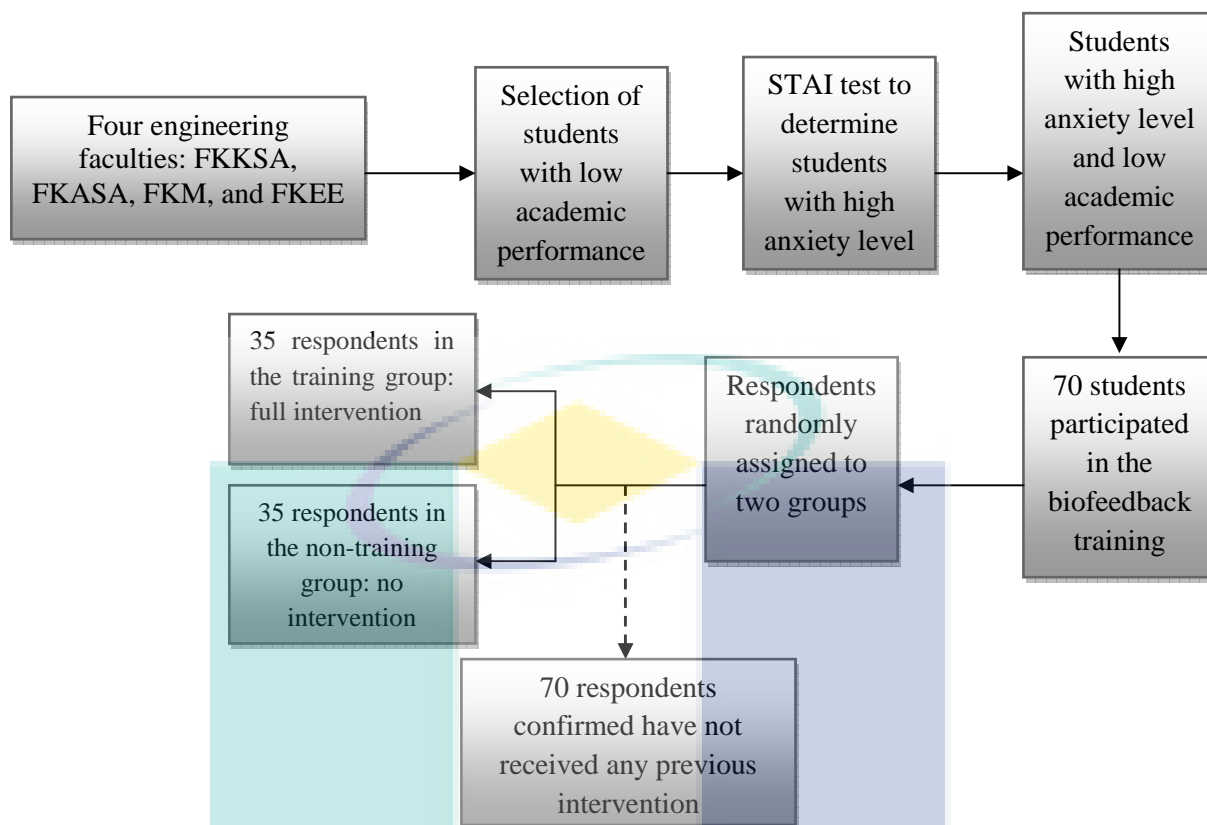 Four engineering
faculties: FKKSA,
FKASA, FKM, and FKEE
Selection of
students
with low
academic
performance
STAI test to
determine
students
with high
anxiety level
Students
with high
anxiety level
and low
academic
performance
70 students
participated
in the
biofeedback
training
Respondents
randomly
assigned to
two groups
35 respondents in
the training group:
full intervention
35 respondents in
the non-training
group: no
intervention
70 respondents
confirmed have not
received any previous
intervention